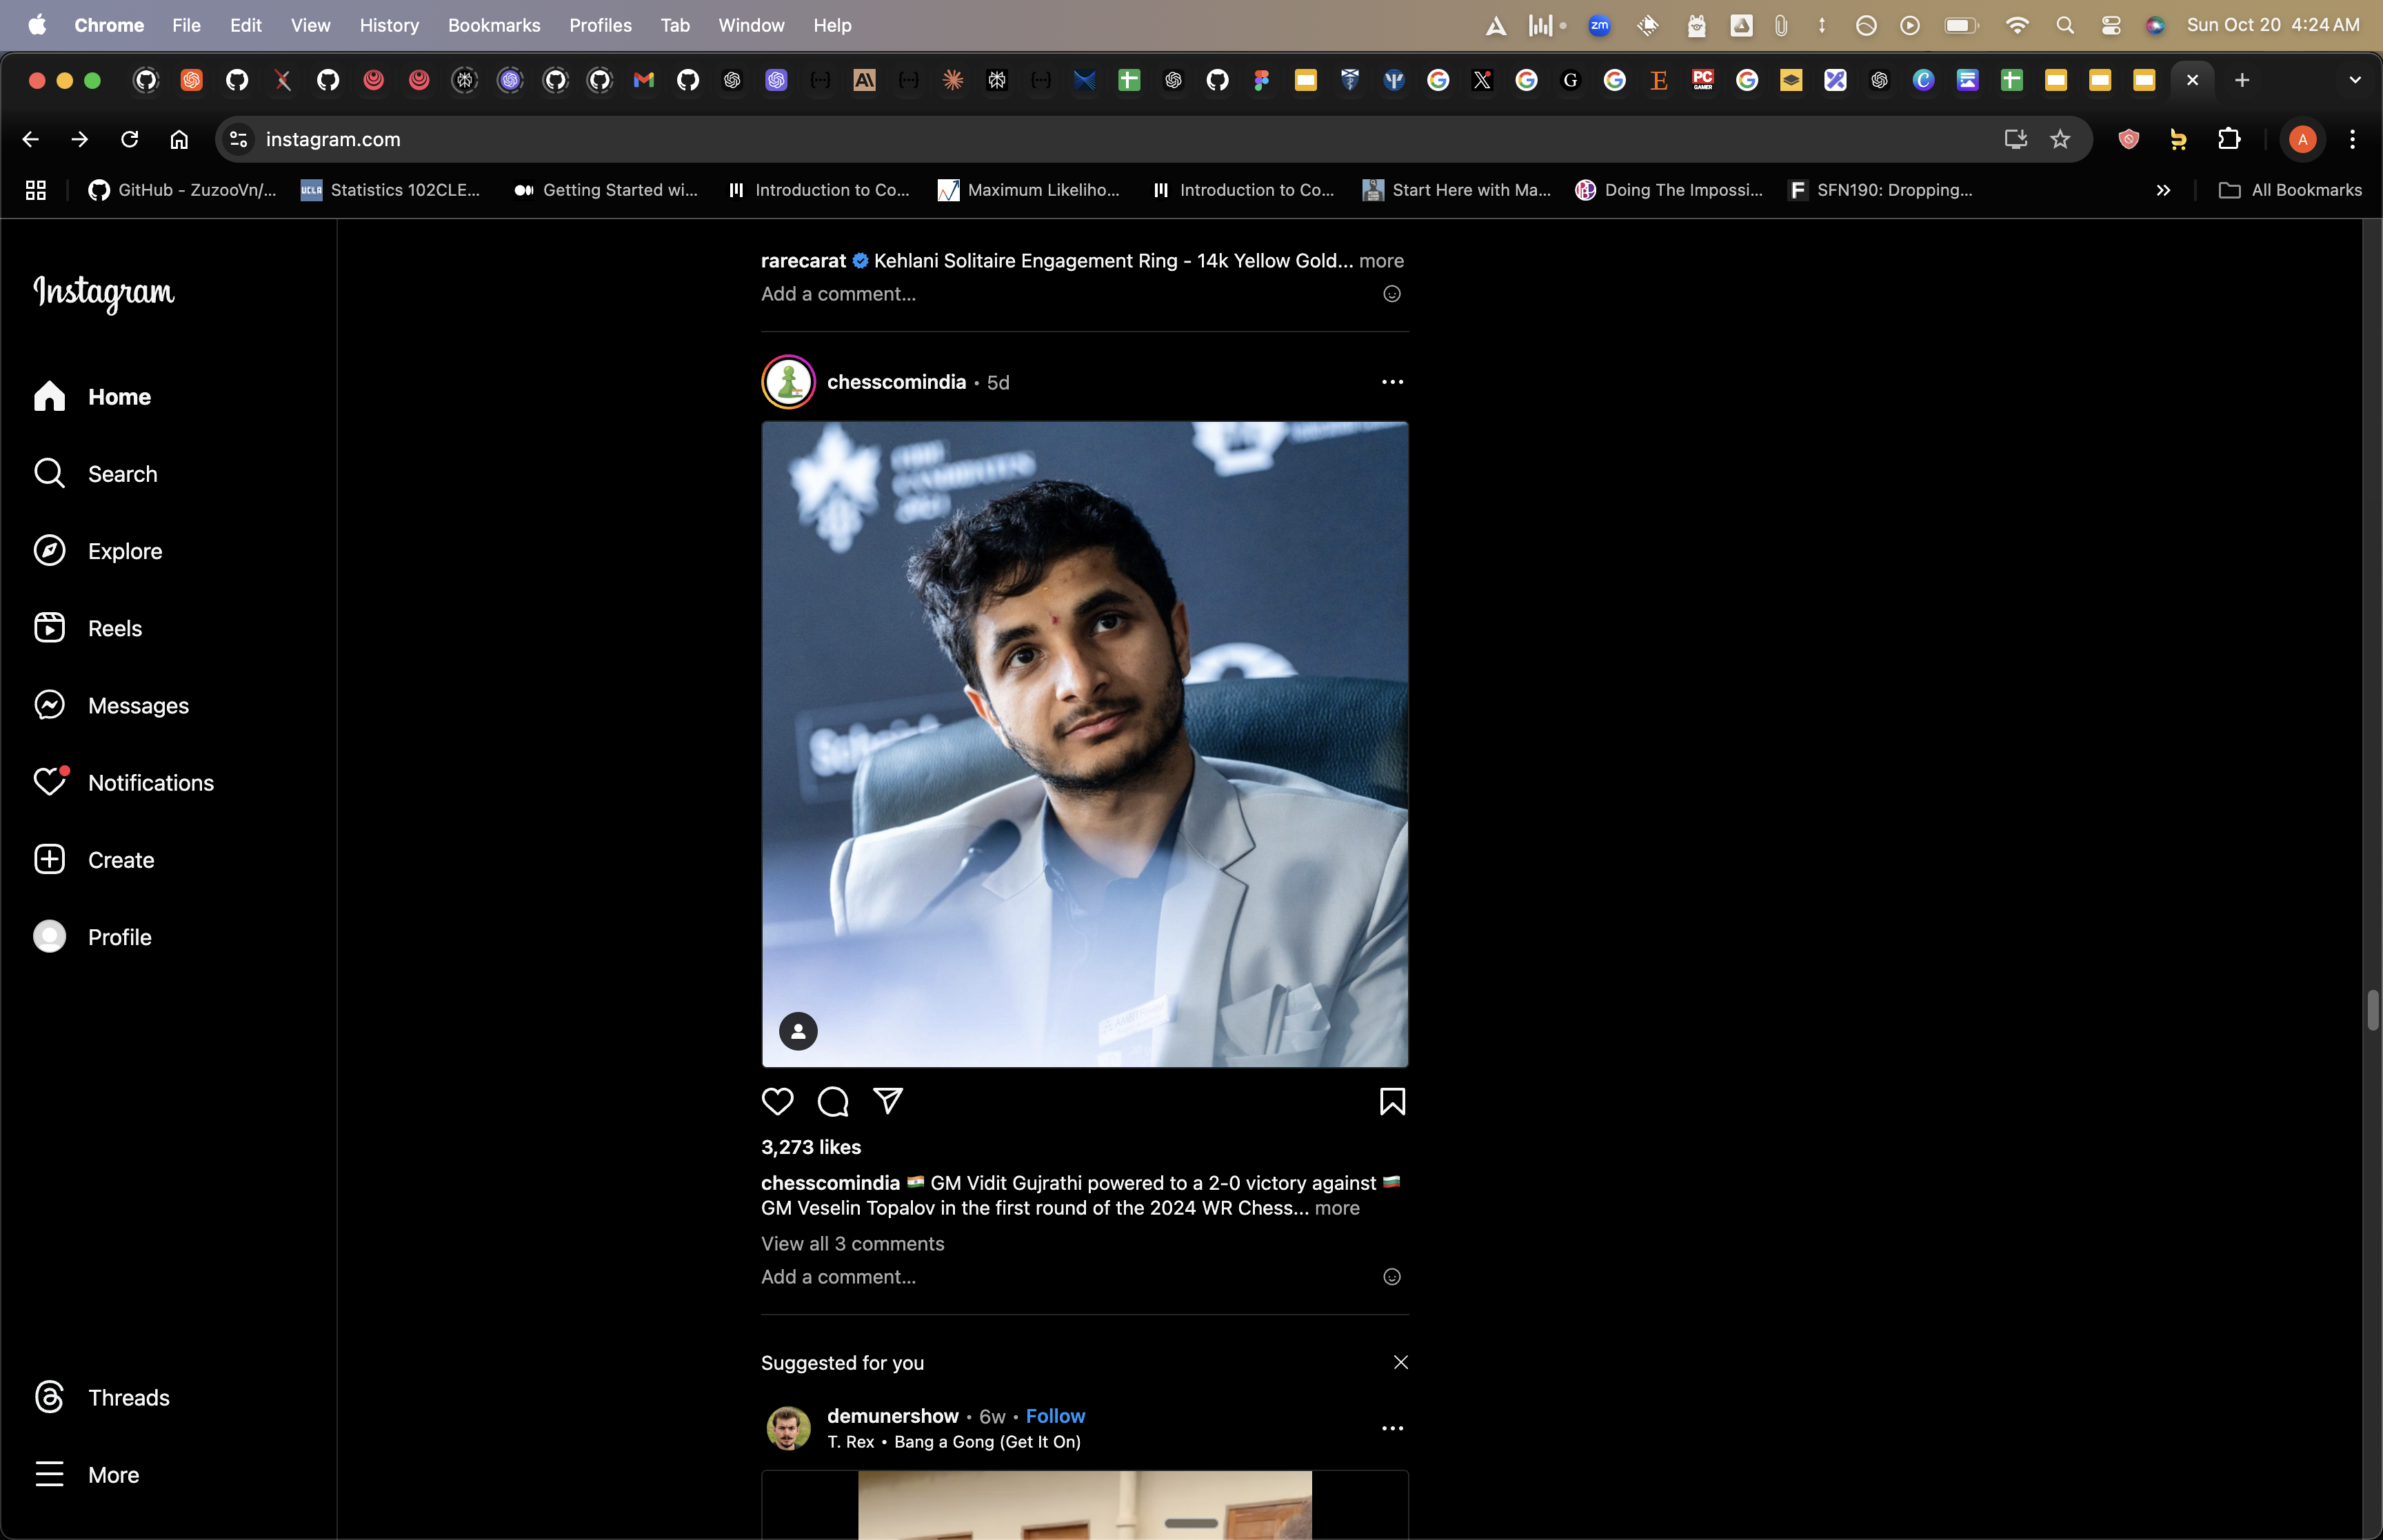 Chrome File Edit View History Bookmarks Profiles Tab Window Help
zm
Sun Oct 20 4:24 AM
instagram.com
A
GitHub - ZuzooVn/...
UCLA Statistics 102CLE...
Getting Started wi...
Introduction to Co...
Maximum Likeliho...
Introduction to Co...
Start Here with Ma...
Doing The Impossi...
SFN190: Dropping...
All Bookmarks
Instagram
Home
Search
Explore
Reels
Messages
Notifications
Create
Profile
Threads
More
rarecarat Kehlani Solitaire Engagement Ring - 14k Yellow Gold... more
Add a comment...
chesscomindia • 5d
3,273 likes
chesscomindia 🇮🇳 GM Vidit Gujrathi powered to a 2-0 victory against 🇧🇬
GM Veselin Topalov in the first round of the 2024 WR Chess... more
View all 3 comments
Add a comment...
Suggested for you
demunershow • 6w • Follow
T. Rex • Bang a Gong (Get It On)